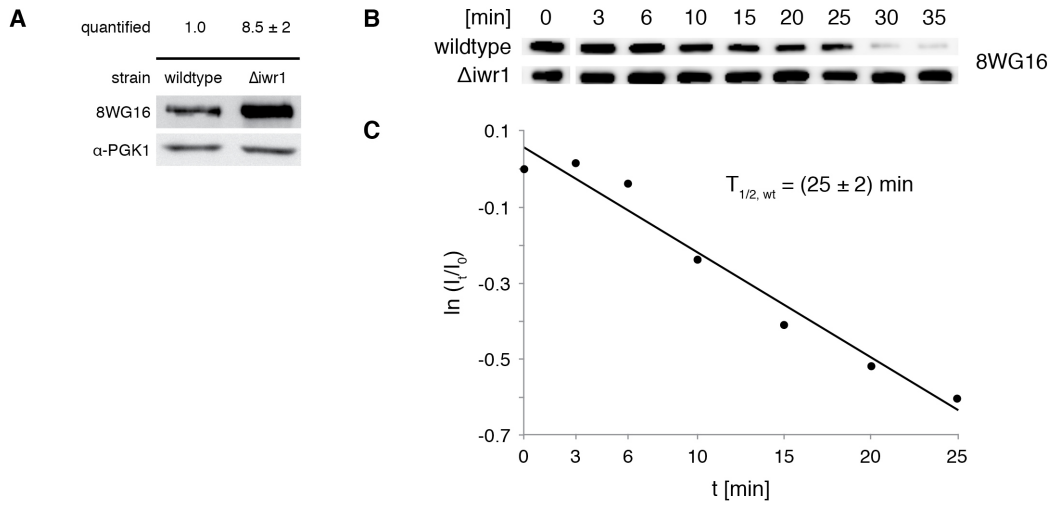 A
quantified 1.0 8.5 ± 2
strain wildtype Δiwr1
8WG16
α-PGK1
B
[min] 0 3 6 10 15 20 25 30 35
wildtype
Δiwr1
8WG16
C
0.1
-0.1
-0.3
-0.5
-0.7
ln (It/I0)
T1/2, wt = (25 ± 2) min
0 3 6 10 15 20 25
t [min]